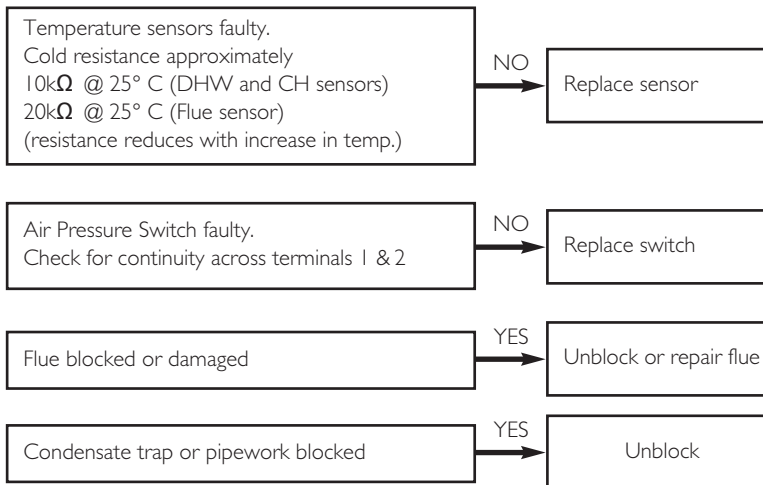 Temperature sensors faulty.
Cold resistance approximately
10kΩ @ 25° C (DHW and CH sensors)
20kΩ @ 25° C (Flue sensor)
(resistance reduces with increase in temp.)
NO
Replace sensor
Air Pressure Switch faulty.
Check for continuity across terminals 1 & 2
NO
Replace switch
Flue blocked or damaged
YES
Unblock or repair flue
Condensate trap or pipework blocked
YES
Unblock